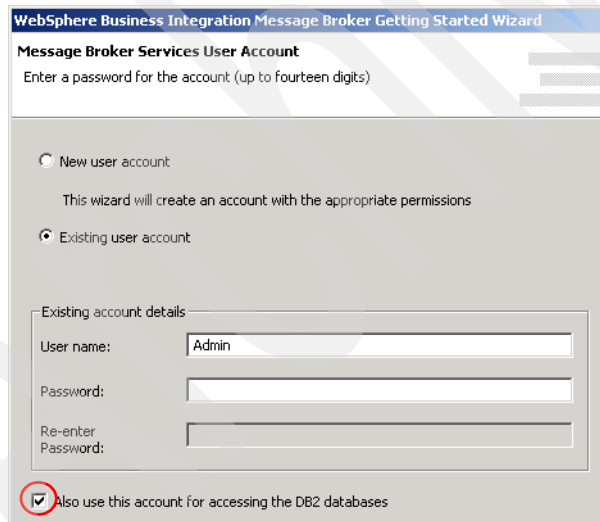 WebSphere Business Integration Message Broker Getting Started Wizard
Message Broker Services User Account
Enter a password for the account (up to fourteen digits)
New user account
This wizard will create an account with the appropriate permissions
Existing user account
Existing account details
User name:
Admin
Password:
Re-enter
Password:
Also use this account for accessing the DB2 databases